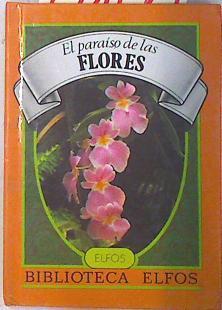 El paraíso de las
FLORES
ELFOS
BIBLIOTECA ELFOS